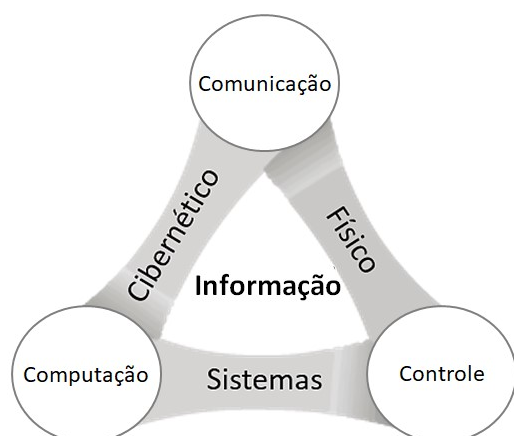 Comunicação
Cibernético
Físico
Informação
Computação
Sistemas
Controle